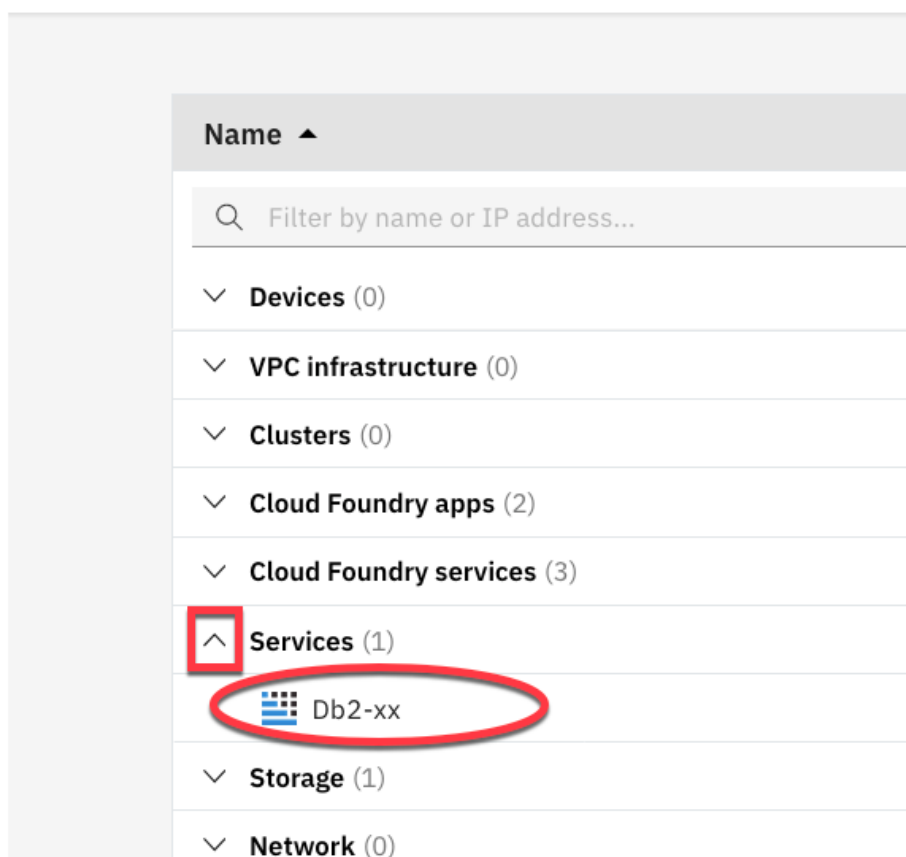 Name
Filter by name or IP address...
Devices (0)
VPC infrastructure (0)
Clusters (0)
Cloud Foundry apps (2)
Cloud Foundry services (3)
Services (1)
Db2-xx
Storage (1)
Network (0)